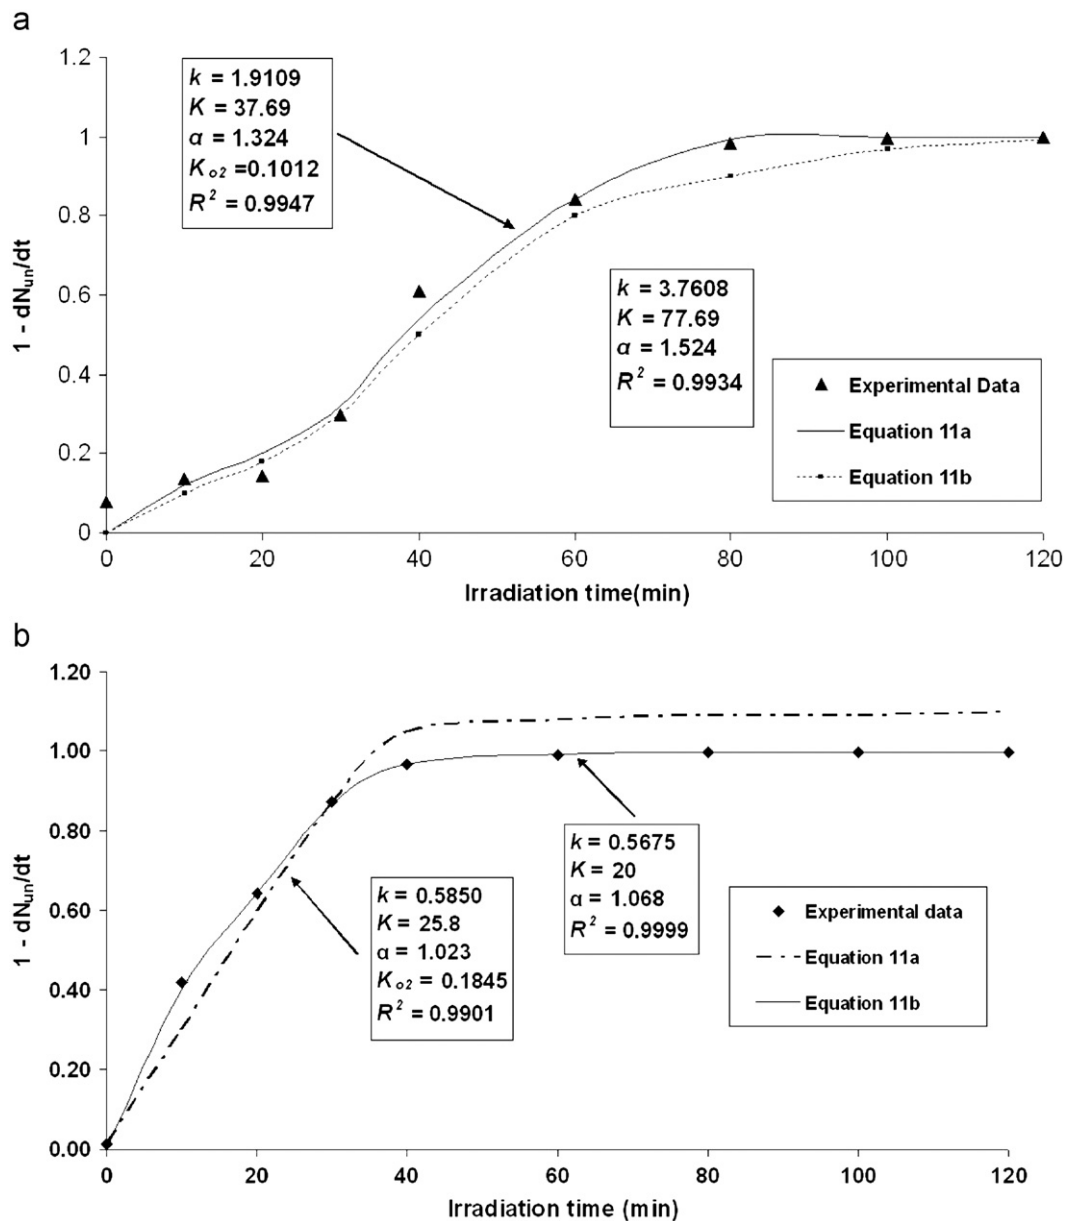 a
1.2
1
0.8
0.6
0.4
0.2
0
1 - dNun/dt
k = 1.9109
K = 37.69
α = 1.324
Ko2 =0.1012
R2 = 0.9947
k = 3.7608
K = 77.69
α = 1.524
R2 = 0.9934
Experimental Data
Equation 11a
Equation 11b
0 20 40 60 80 100 120
Irradiation time(min)
b
1.20
1.00
0.80
0.60
0.40
0.20
0.00
1 - dNun/dt
k = 0.5675
K = 20
α = 1.068
R2 = 0.9999
k = 0.5850
K = 25.8
α = 1.023
Ko2 = 0.1845
R2 = 0.9901
Experimental data
Equation 11a
Equation 11b
0 20 40 60 80 100 120
Irradiation time (min)